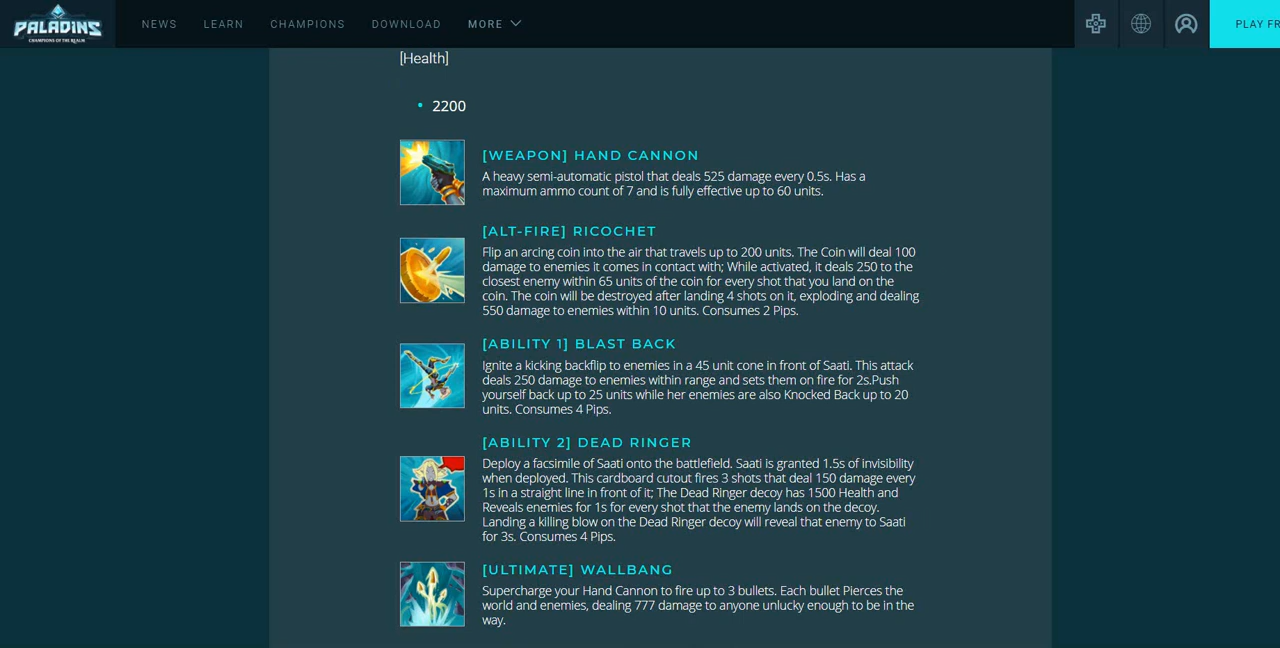 PALADINS
CHAMPIONS OF THE REALM
NEWS
LEARN
CHAMPIONS
DOWNLOAD
MORE
PLAY FR
[Health]
• 2200
[WEAPON] HAND CANNON
A heavy semi-automatic pistol that deals 525 damage every 0.5s. Has a
maximum ammo count of 7 and is fully effective up to 60 units.
[ALT-FIRE] RICOCHET
Flip an arcing coin into the air that travels up to 200 units. The Coin will deal 100
damage to enemies it comes in contact with; While activated, it deals 250 to the
closest enemy within 65 units of the coin for every shot that you land on the
coin. The coin will be destroyed after landing 4 shots on it, exploding and dealing
550 damage to enemies within 10 units. Consumes 2 Pips.
[ABILITY 1] BLAST BACK
Ignite a kicking backflip to enemies in a 45 unit cone in front of Saati. This attack
deals 250 damage to enemies within range and sets them on fire for 2s.Push
yourself back up to 25 units while her enemies are also Knocked Back up to 20
units. Consumes 4 Pips.
[ABILITY 2] DEAD RINGER
Deploy a facsimile of Saati onto the battlefield. Saati is granted 1.5s of invisibility
when deployed. This cardboard cutout fires 3 shots that deal 150 damage every
1s in a straight line in front of it; The Dead Ringer decoy has 1500 Health and
Reveals enemies for 1s for every shot that the enemy lands on the decoy.
Landing a killing blow on the Dead Ringer decoy will reveal that enemy to Saati
for 3s. Consumes 4 Pips.
[ULTIMATE] WALLBANG
Supercharge your Hand Cannon to fire up to 3 bullets. Each bullet Pierces the
world and enemies, dealing 777 damage to anyone unlucky enough to be in the
way.